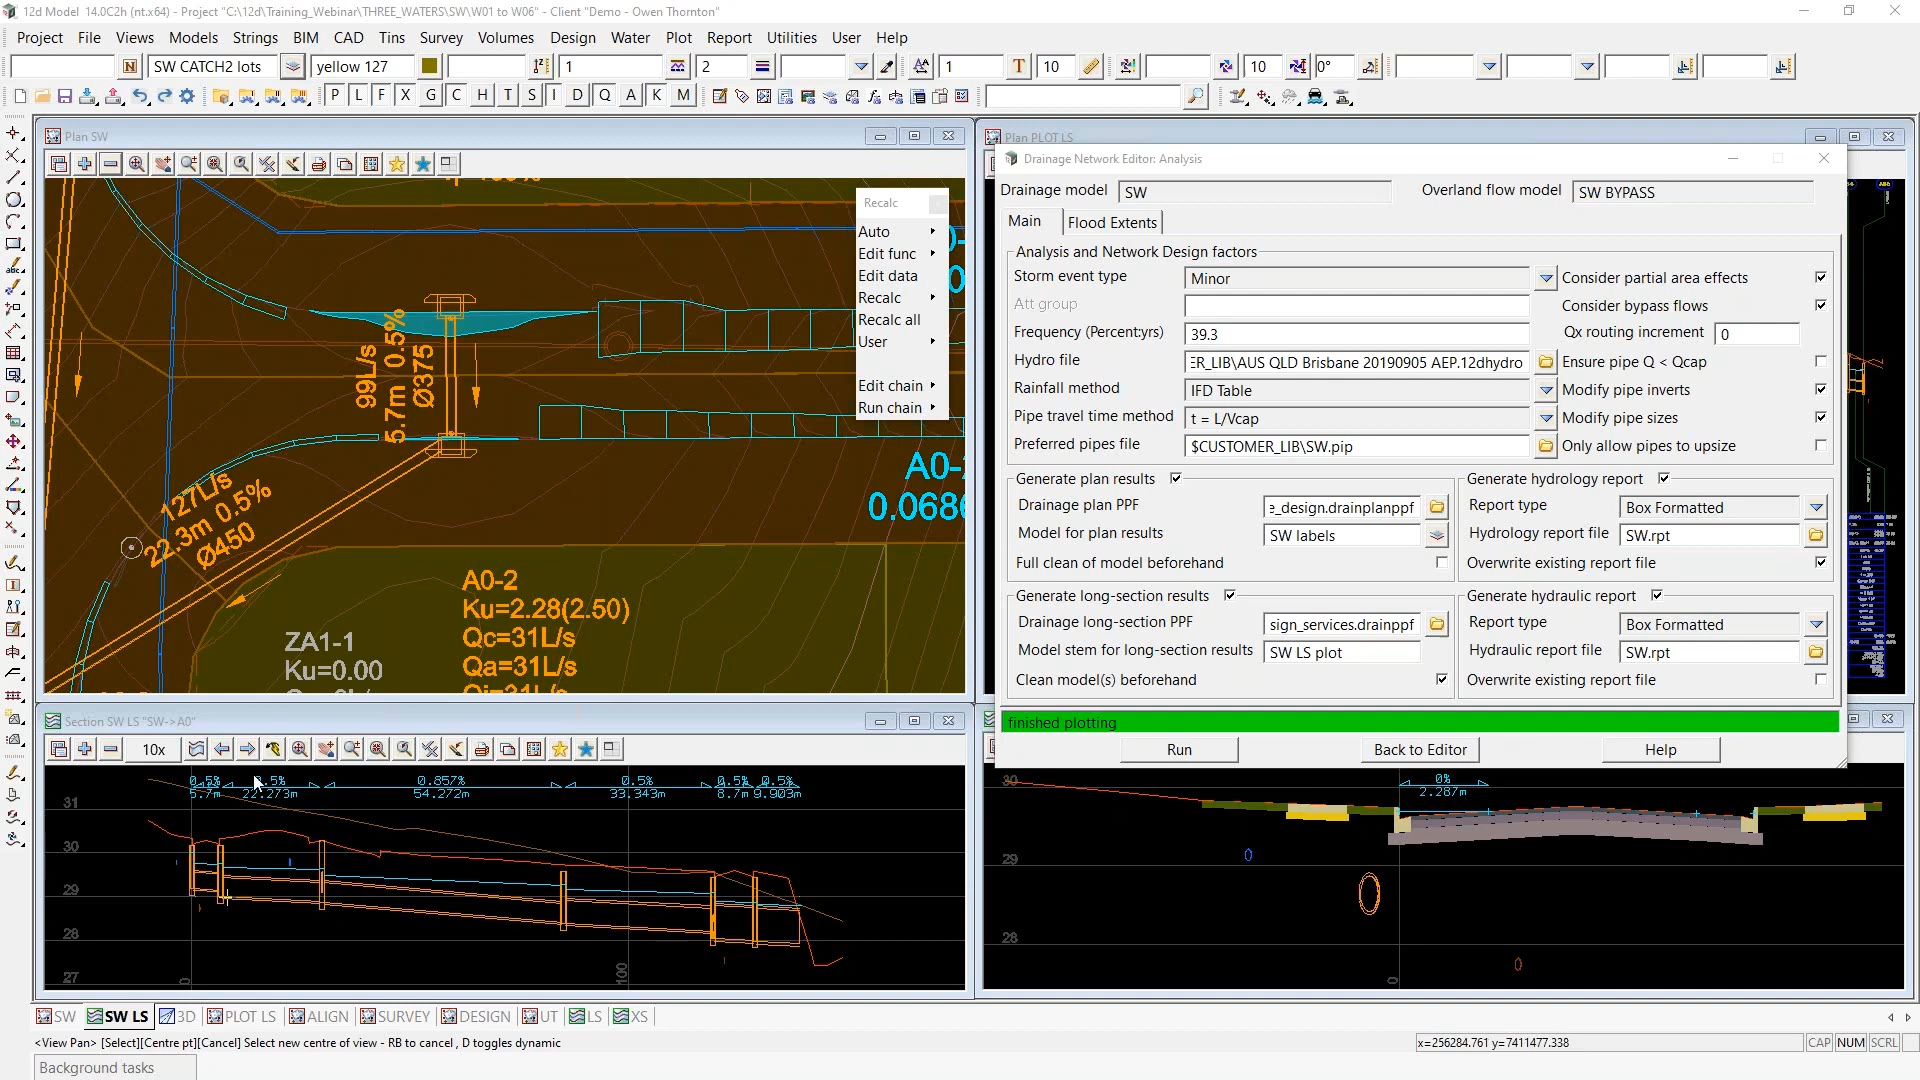 12d Model 14.0C2h (nt.x64) - Project "C:\12d\Training_Webinar\THREE_WATERS\SW\W01 to W06" - Client "Demo - Owen Thornton"
Project File Views Models Strings BIM CAD Tins Survey Volumes Design Water Plot Report Utilities User Help
N SW CATCH2 lots yellow 127 1 2 1 T 10 10 0°
P L F X G C H T S I D Q A K M
Plan SW
Plan PLOT LS
99L/s
5.7m 0.5%
Ø375
127L/s
22.3m 0.5%
Ø450
A0-2
Ku=2.28(2.50)
Qc=31L/s
Qa=31L/s
ZA1-1
Ku=0.00
A0-
0.0686
Recalc
Auto
Edit func
Edit data
Recalc
Recalc all
User
Edit chain
Run chain
Drainage Network Editor: Analysis
Drainage model SW Overland flow model SW BYPASS
Main Flood Extents
Analysis and Network Design factors
Storm event type Minor Consider partial area effects
Att group Consider bypass flows
Frequency (Percent:yrs) 39.3 Qx routing increment 0
Hydro file ER_LIB\AUS QLD Brisbane 20190905 AEP.12dhydro Ensure pipe Q < Qcap
Rainfall method IFD Table Modify pipe inverts
Pipe travel time method t = L/Vcap Modify pipe sizes
Preferred pipes file $CUSTOMER_LIB\SW.pip Only allow pipes to upsize
Generate plan results Generate hydrology report
Drainage plan PPF e_design.drainplanppf Report type Box Formatted
Model for plan results SW labels Hydrology report file SW.rpt
Full clean of model beforehand Overwrite existing report file
Generate long-section results Generate hydraulic report
Drainage long-section PPF sign_services.drainppf Report type Box Formatted
Model stem for long-section results SW LS plot Hydraulic report file SW.rpt
Clean model(s) beforehand Overwrite existing report file
finished plotting
Run Back to Editor Help
Section SW LS "SW->A0"
10x
0.5% 0.5% 0.857% 0.5% 0.5% 0.5%
5.7m 22.273m 54.272m 33.343m 8.7m 9.903m
31
30
29
28
27
0 100
30
29
28
0%
2.287m
0
SW SW LS 3D PLOT LS ALIGN SURVEY DESIGN UT LS XS
<View Pan> [Select][Centre pt][Cancel] Select new centre of view - RB to cancel , D toggles dynamic
x=256284.761 y=7411477.338 CAP NUM SCRL
Background tasks